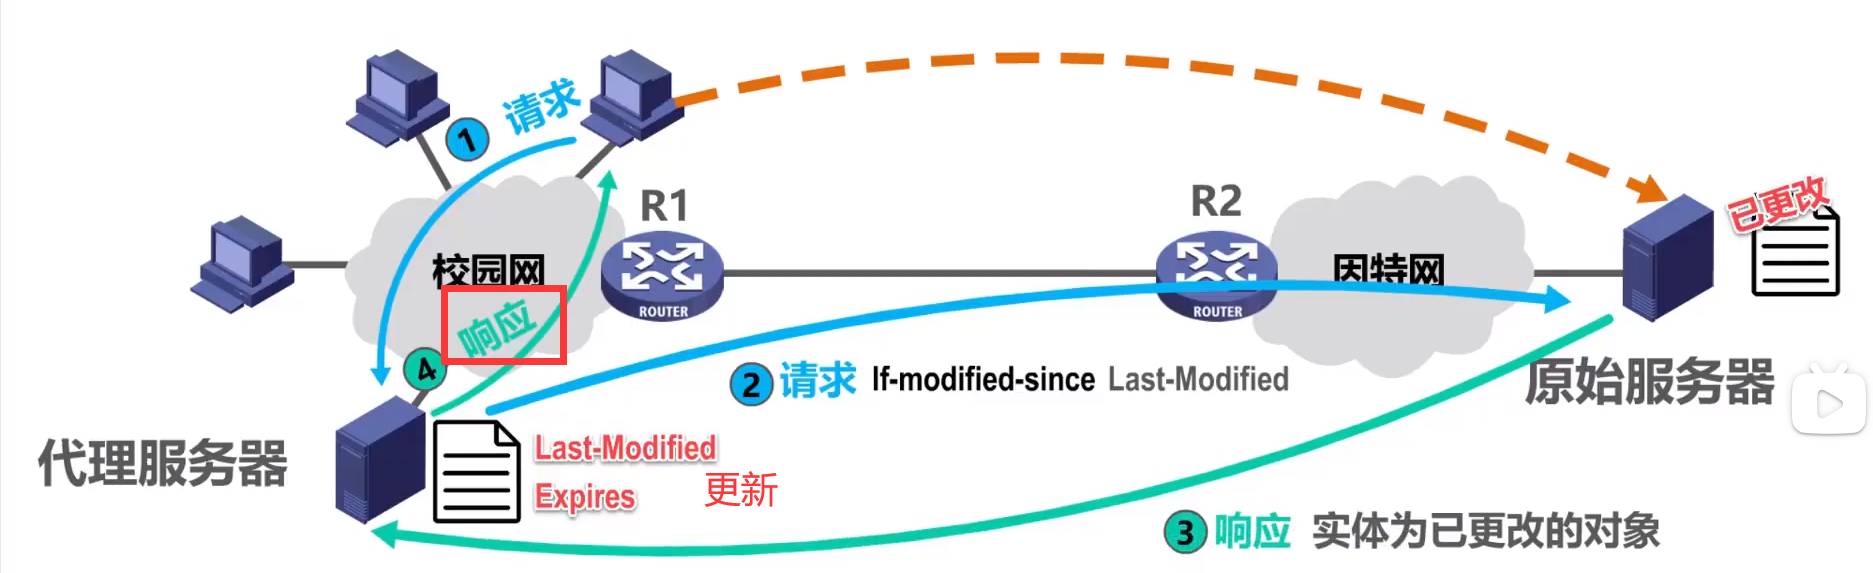 1 请求
R1
R2
已更改
校园网
ROUTER
ROUTER
因特网
响应
4
2 请求 If-modified-since Last-Modified
原始服务器
代理服务器
Last-Modified
Expires
更新
3 响应 实体为已更改的对象